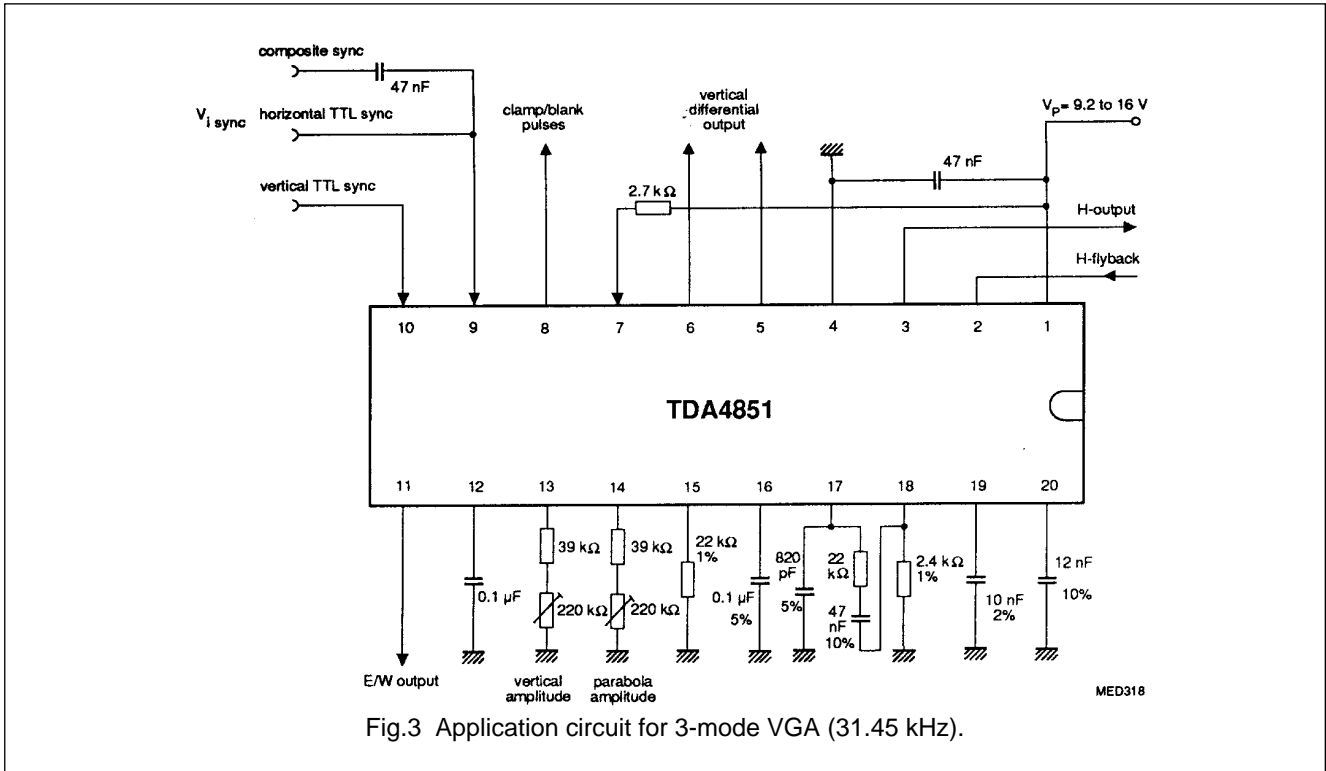 composite sync
47 nF
V i sync
horizontal TTL sync
vertical TTL sync
clamp/blank
pulses
vertical
differential
output
2.7 kΩ
47 nF
VP = 9.2 to 16 V
H-output
H-flyback
10 9 8 7 6 5 4 3 2 1
TDA4851
11 12 13 14 15 16 17 18 19 20
0.1 µF
39 kΩ
220 kΩ
39 kΩ
220 kΩ
22 kΩ
1%
0.1 µF
5%
820
pF
5%
22
kΩ
47
nF
10%
2.4 kΩ
1%
10 nF
2%
12 nF
10%
E/W output
vertical
amplitude
parabola
amplitude
MED318
Fig.3 Application circuit for 3-mode VGA (31.45 kHz).